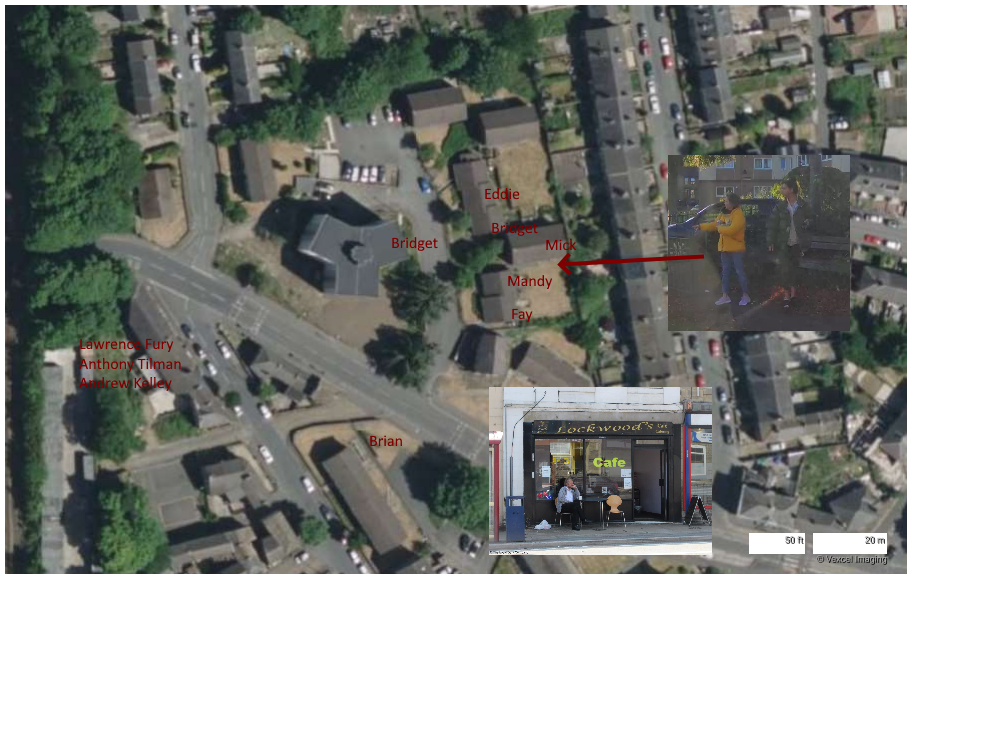 Eddie
Bridget
Bridget
Mick
Mandy
Fay
Lawrence Fury
Anthony Tilman
Andrew Kelley
Brian
Lockwood's
Cafe
50 ft
20 m
© Vexcel Imaging